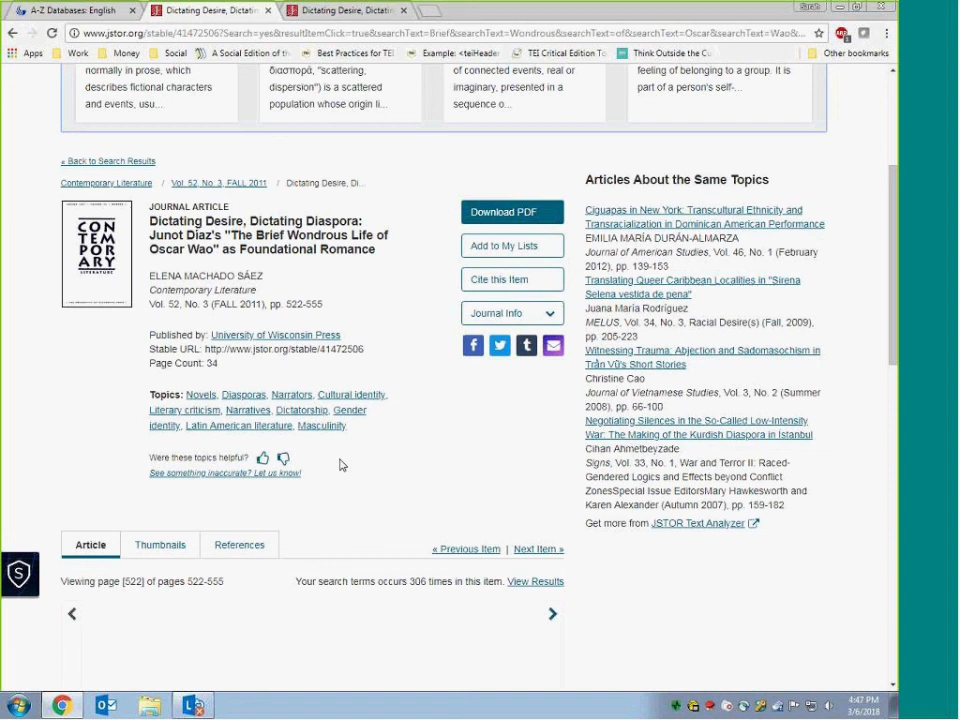 A-Z Databases: English
Dictating Desire, Dictatin
Dictating Desire, Dictatin
Sarah
www.jstor.org/stable/41472506?Search=yes&resultItemClick=true&searchText=Brief&searchText=Wondrous&searchText=of&searchText=Oscar&searchText=Wao&...
Apps Work Money Social A Social Edition of th Best Practices for TEI Example: <teiHeader TEI Critical Edition To Think Outside the Cu Other bookmarks
normally in prose, which
describes fictional characters
and events, usu...
διασπορά, "scattering,
dispersion") is a scattered
population whose origin li...
of connected events, real or
imaginary, presented in a
sequence o...
feeling of belonging to a group. It is
part of a person's self-...
« Back to Search Results
Contemporary Literature / Vol. 52, No. 3, FALL 2011 / Dictating Desire, Di...
CON
TEM
POR
ARY
LITERATURE
JOURNAL ARTICLE
Dictating Desire, Dictating Diaspora:
Junot Díaz's "The Brief Wondrous Life of
Oscar Wao" as Foundational Romance
ELENA MACHADO SÁEZ
Contemporary Literature
Vol. 52, No. 3 (FALL 2011), pp. 522-555
Published by: University of Wisconsin Press
Stable URL: http://www.jstor.org/stable/41472506
Page Count: 34
Topics: Novels, Diasporas, Narrators, Cultural identity,
Literary criticism, Narratives, Dictatorship, Gender
identity, Latin American literature, Masculinity
Were these topics helpful?
See something inaccurate? Let us know!
Download PDF
Add to My Lists
Cite this Item
Journal Info
Articles About the Same Topics
Ciguapas in New York: Transcultural Ethnicity and
Transracialization in Dominican American Performance
EMILIA MARÍA DURÁN-ALMARZA
Journal of American Studies, Vol. 46, No. 1 (February
2012), pp. 139-153
Translating Queer Caribbean Localities in "Sirena
Selena vestida de pena"
Juana María Rodríguez
MELUS, Vol. 34, No. 3, Racial Desire(s) (Fall, 2009),
pp. 205-223
Witnessing Trauma: Abjection and Sadomasochism in
Trần Vũ's Short Stories
Christine Cao
Journal of Vietnamese Studies, Vol. 3, No. 2 (Summer
2008), pp. 66-100
Negotiating Silences in the So-Called Low-Intensity
War: The Making of the Kurdish Diaspora in İstanbul
Cihan Ahmetbeyzade
Signs, Vol. 33, No. 1, War and Terror II: Raced-
Gendered Logics and Effects beyond Conflict
ZonesSpecial Issue EditorsMary Hawkesworth and
Karen Alexander (Autumn 2007), pp. 159-182
Get more from JSTOR Text Analyzer
Article Thumbnails References
« Previous Item | Next Item »
Viewing page [522] of pages 522-555
Your search terms occurs 306 times in this item. View Results
4:47 PM
3/6/2018